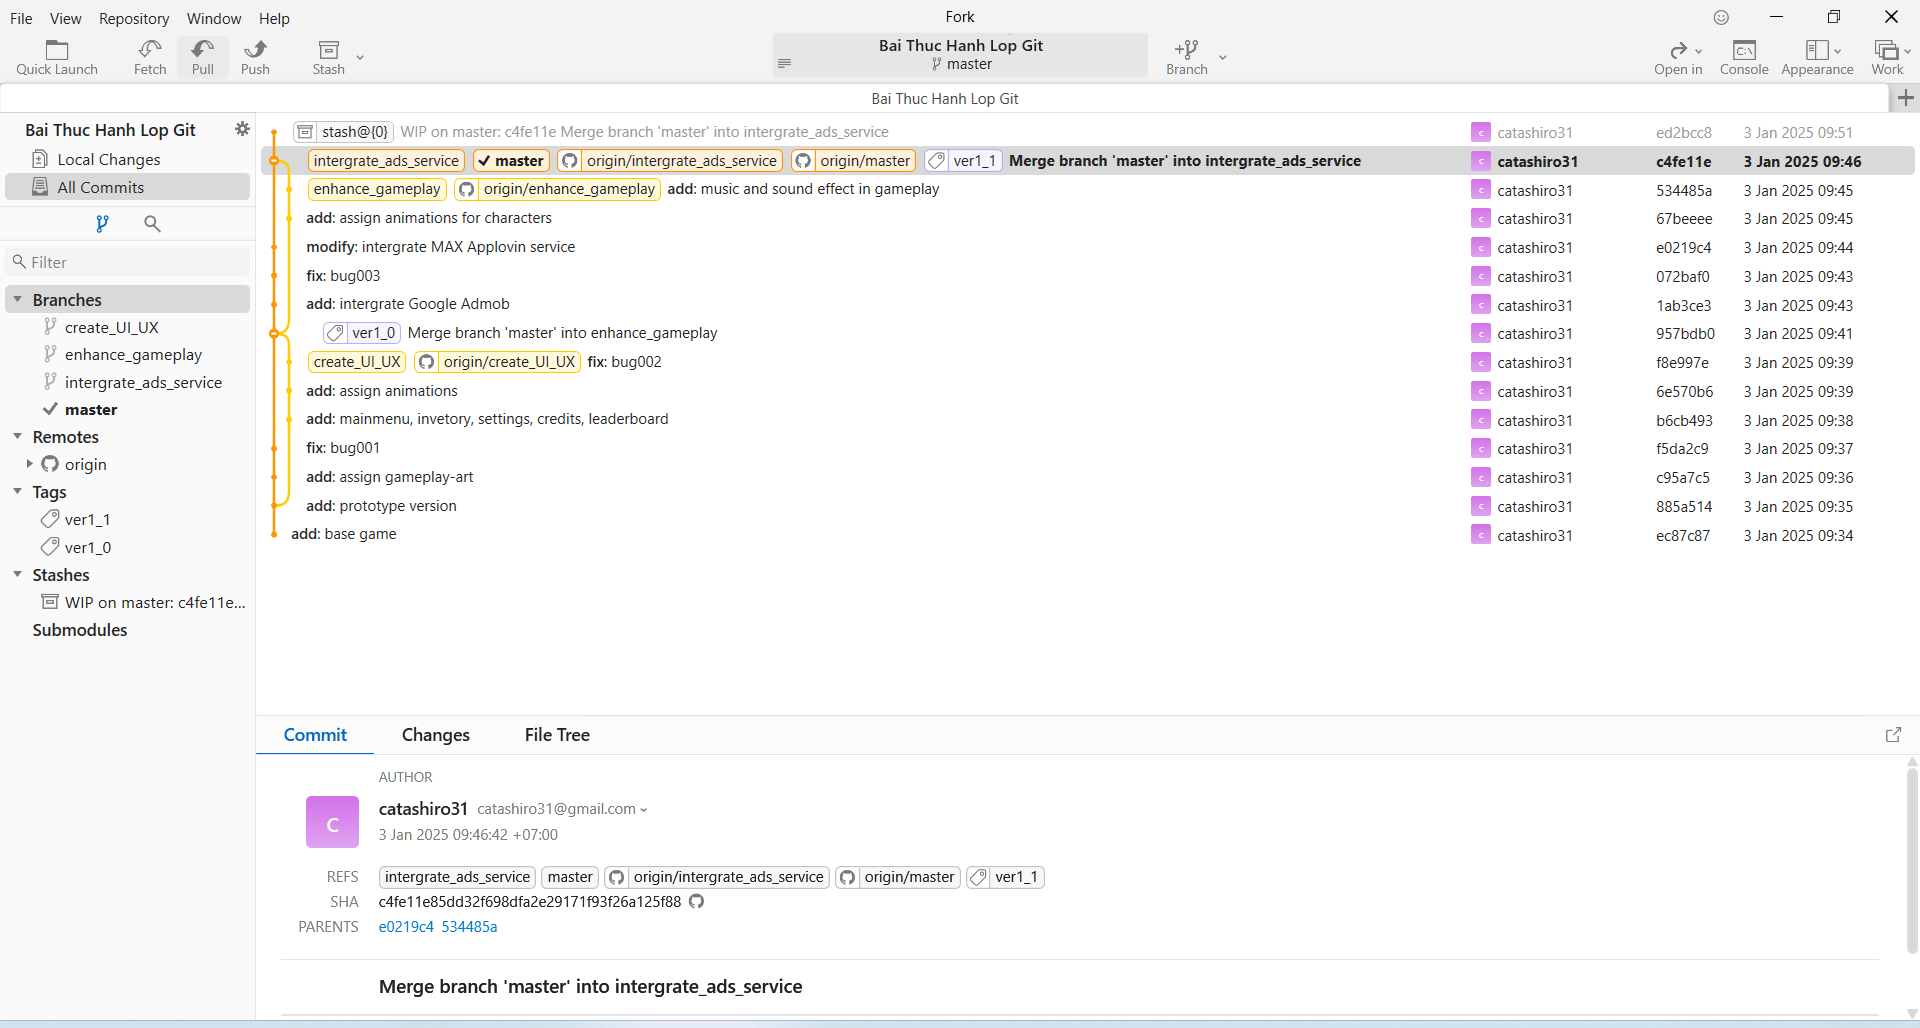 File View Repository Window Help Fork
Quick Launch Fetch Pull Push Stash Bai Thuc Hanh Lop Git master Branch Open in Console Appearance Work
Bai Thuc Hanh Lop Git
Bai Thuc Hanh Lop Git
Local Changes
All Commits
Filter
Branches
create_UI_UX
enhance_gameplay
intergrate_ads_service
master
Remotes
origin
Tags
ver1_1
ver1_0
Stashes
WIP on master: c4fe11e...
Submodules
stash@{0} WIP on master: c4fe11e Merge branch 'master' into intergrate_ads_service c catashiro31 ed2bcc8 3 Jan 2025 09:51
intergrate_ads_service master origin/intergrate_ads_service origin/master ver1_1 Merge branch 'master' into intergrate_ads_service c catashiro31 c4fe11e 3 Jan 2025 09:46
enhance_gameplay origin/enhance_gameplay add: music and sound effect in gameplay c catashiro31 534485a 3 Jan 2025 09:45
add: assign animations for characters c catashiro31 67beeee 3 Jan 2025 09:45
modify: intergrate MAX Applovin service c catashiro31 e0219c4 3 Jan 2025 09:44
fix: bug003 c catashiro31 072baf0 3 Jan 2025 09:43
add: intergrate Google Admob c catashiro31 1ab3ce3 3 Jan 2025 09:43
ver1_0 Merge branch 'master' into enhance_gameplay c catashiro31 957bdb0 3 Jan 2025 09:41
create_UI_UX origin/create_UI_UX fix: bug002 c catashiro31 f8e997e 3 Jan 2025 09:39
add: assign animations c catashiro31 6e570b6 3 Jan 2025 09:39
add: mainmenu, invetory, settings, credits, leaderboard c catashiro31 b6cb493 3 Jan 2025 09:38
fix: bug001 c catashiro31 f5da2c9 3 Jan 2025 09:37
add: assign gameplay-art c catashiro31 c95a7c5 3 Jan 2025 09:36
add: prototype version c catashiro31 885a514 3 Jan 2025 09:35
add: base game c catashiro31 ec87c87 3 Jan 2025 09:34
Commit Changes File Tree
AUTHOR
C catashiro31 catashiro31@gmail.com
3 Jan 2025 09:46:42 +07:00
REFS intergrate_ads_service master origin/intergrate_ads_service origin/master ver1_1
SHA c4fe11e85dd32f698dfa2e29171f93f26a125f88
PARENTS e0219c4 534485a
Merge branch 'master' into intergrate_ads_service